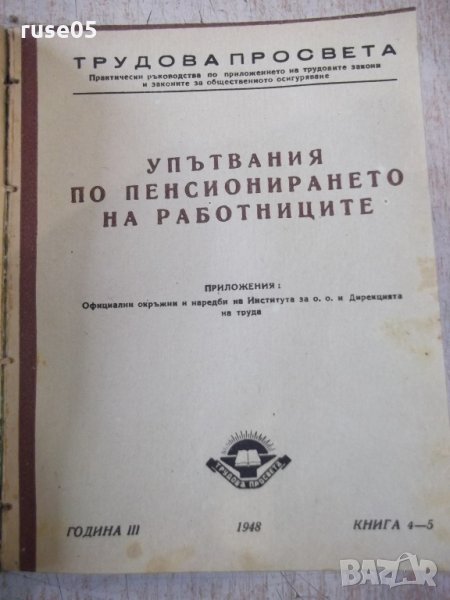 ruse05
ТРУДОВА ПРОСВЕТА
Практически ръководства по приложението на трудовите закони
и законите за общественото осигуряване
УПЪТВАНИЯ
ПО ПЕНСИОНИРАНЕТО
НА РАБОТНИЦИТЕ
ПРИЛОЖЕНИЯ:
Официални окръжни и наредби на Института за о. о. и Дирекцията
на труда
ТРУДОВА ПРОСВЕТА
ГОДИНА III 1948 КНИГА 4—5
BAZAR